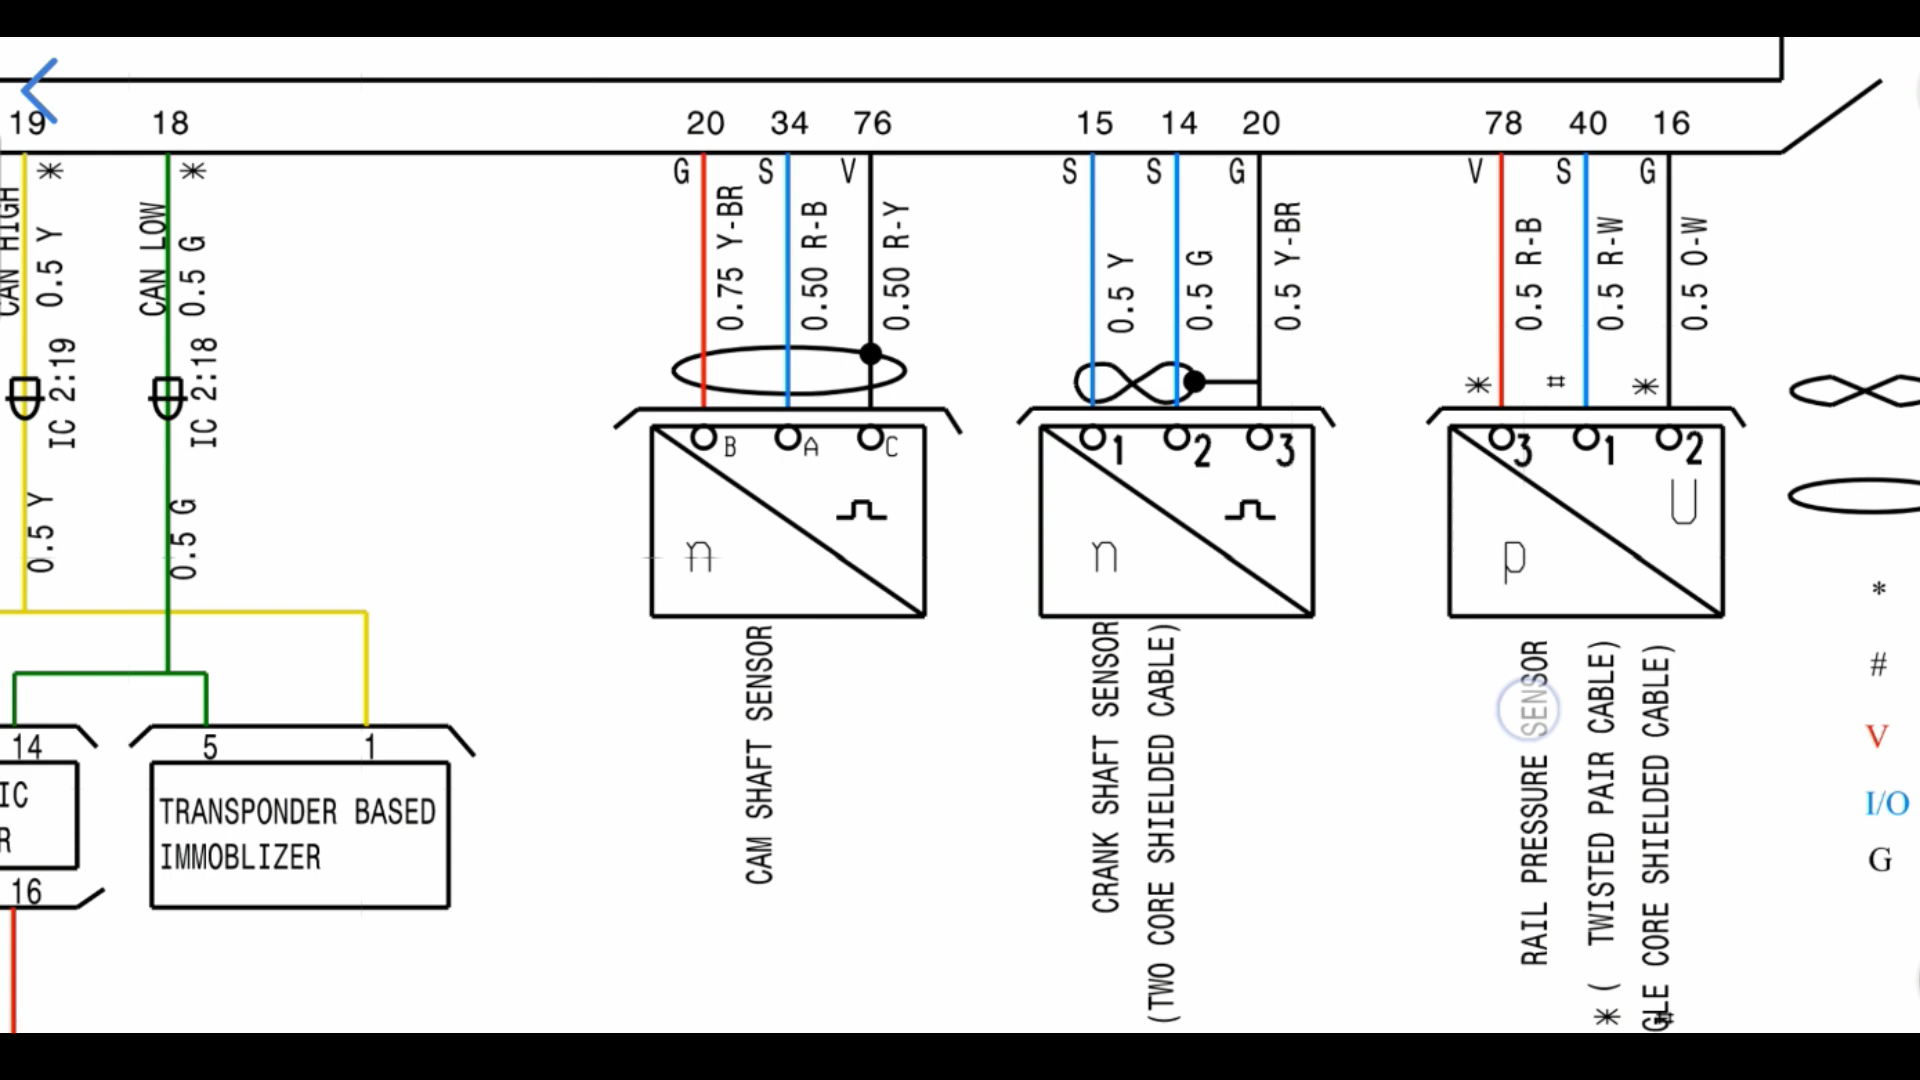 19
18
20
34
76
15
14
20
78
40
16
*
*
G
S
V
S
S
G
V
S
G
CAN HIGH
0.5 Y
CAN LOW
0.5 G
0.75 Y-BR
0.50 R-B
0.50 R-Y
0.5 Y
0.5 G
0.5 Y-BR
0.5 R-B
0.5 R-W
0.5 O-W
IC 2:19
IC 2:18
*
#
*
B
A
C
1
2
3
3
1
2
0.5 Y
0.5 G
n
n
p
U
*
#
V
I/O
G
14
5
1
IC
R
16
TRANSPONDER BASED
IMMOBLIZER
CAM SHAFT SENSOR
CRANK SHAFT SENSOR
(TWO CORE SHIELDED CABLE)
RAIL PRESSURE SENSOR
* ( TWISTED PAIR CABLE)
GLE CORE SHIELDED CABLE)